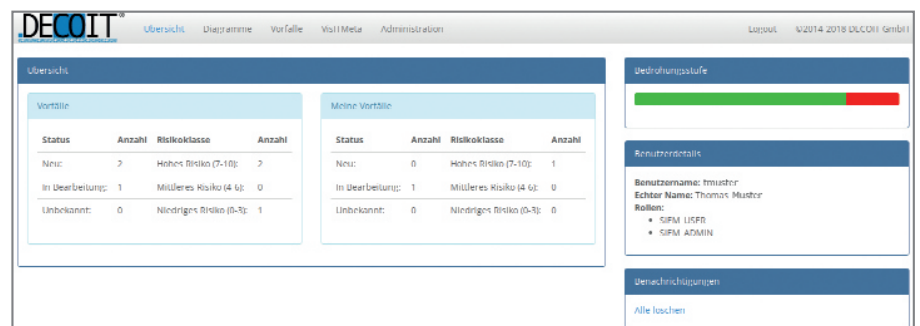 DECOIT®
Übersicht Diagramme Vorfälle VisITMeta Administration Logout ©2014-2018 DECOIT GmbH
Übersicht
Vorfälle
Status Anzahl Risikoklasse Anzahl
Neu: 2 Hohes Risiko (7-10): 2
In Bearbeitung: 1 Mittleres Risiko (4-6): 0
Unbekannt: 0 Niedriges Risiko (0-3): 1
Meine Vorfälle
Status Anzahl Risikoklasse Anzahl
Neu: 0 Hohes Risiko (7-10): 1
In Bearbeitung: 1 Mittleres Risiko (4-6): 0
Unbekannt: 0 Niedriges Risiko (0-3): 0
Bedrohungsstufe
Benutzerdetails
Benutzername: tmuster
Echter Name: Thomas Muster
Rollen:
SIEM_USER
SIEM_ADMIN
Benachrichtigungen
Alle löschen